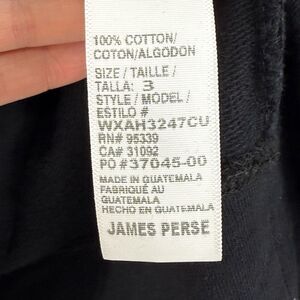 100% COTTON/
COTON/ALGODON
SIZE / TAILLE /
TALLA: 3
STYLE / MODEL /
ESTILO #
WXAH3247CU
RN# 95339
CA# 31092
PO #37045-00
MADE IN GUATEMALA
FABRIQUÉ AU
GUATEMALA
HECHO EN GUATEMALA
JAMES PERSE